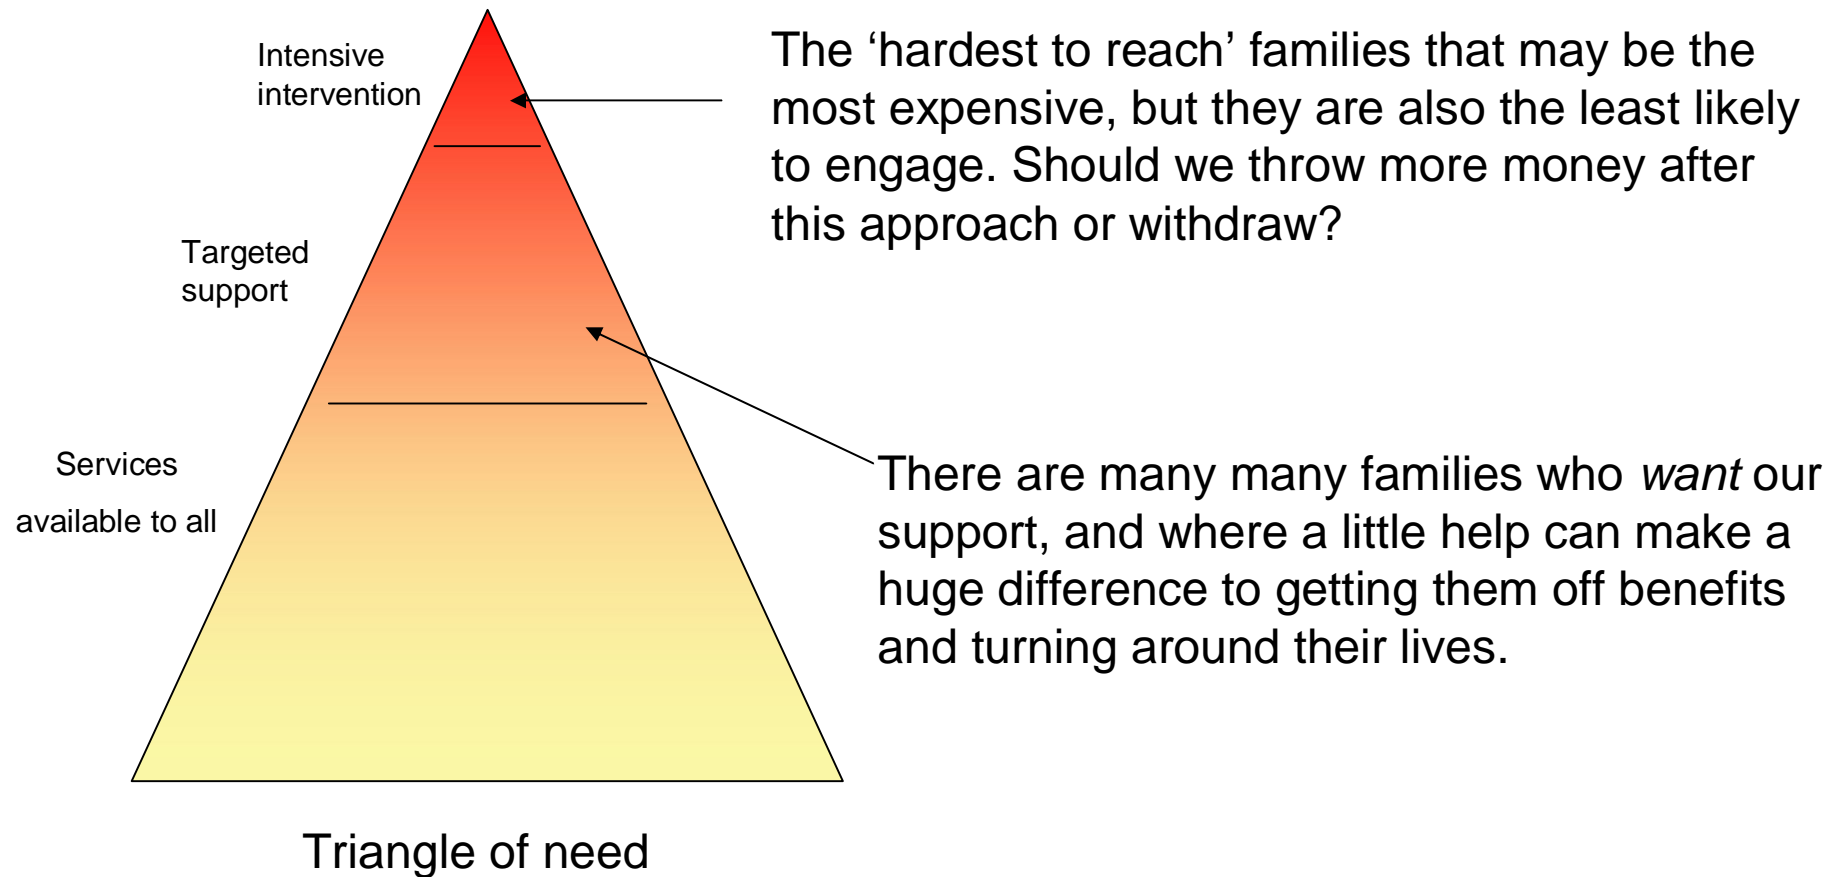 Intensive
intervention
The ‘hardest to reach’ families that may be the
most expensive, but they are also the least likely
to engage. Should we throw more money after
this approach or withdraw?
Targeted
support
Services
available to all
There are many many families who want our
support, and where a little help can make a
huge difference to getting them off benefits
and turning around their lives.
Triangle of need